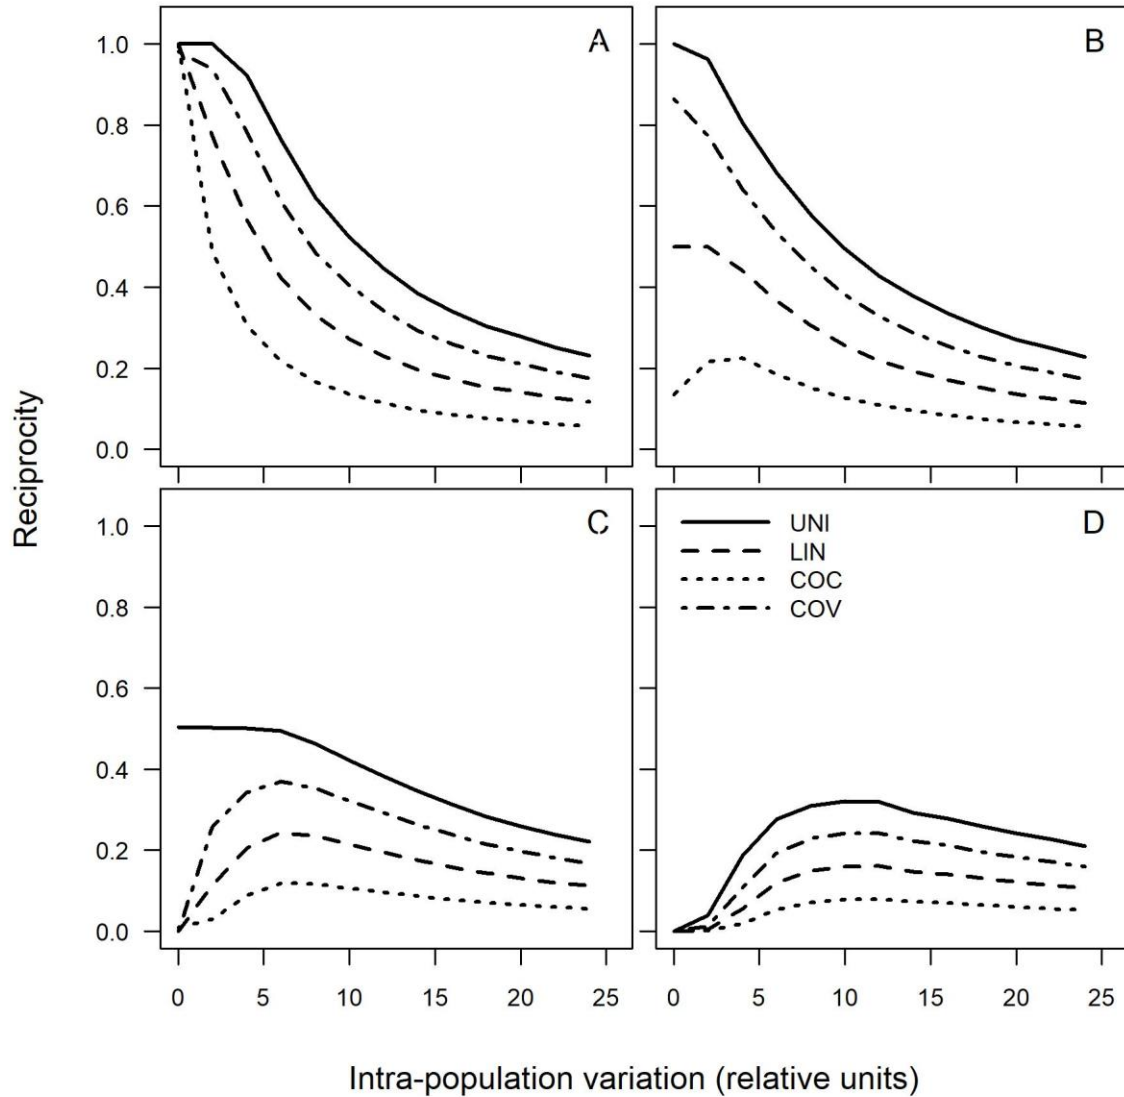 A
B
1.0
0.8
0.6
0.4
0.2
0.0
C
D
1.0
0.8
0.6
0.4
0.2
0.0
UNI
LIN
COC
COV
0 5 10 15 20 25
0 5 10 15 20 25
Reciprocity
Intra-population variation (relative units)